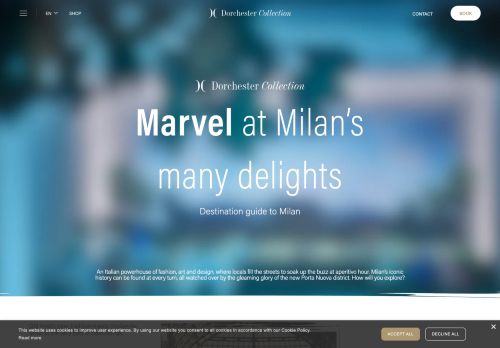 EN
SHOP
Dorchester Collection
CONTACT
BOOK
Dorchester Collection
Marvel at Milan's
many delights
Destination guide to Milan
An Italian powerhouse of fashion, art and design, where locals fill the streets to soak up the buzz at aperitivo hour. Milan's iconic
history can be found at every turn, all watched over by the gleaming glory of the new Porta Nuova district. How will you explore?
This website uses cookies to improve user experience. By using our website you consent to all cookies in accordance with our Cookie Policy.
Read more
ACCEPT ALL
DECLINE ALL